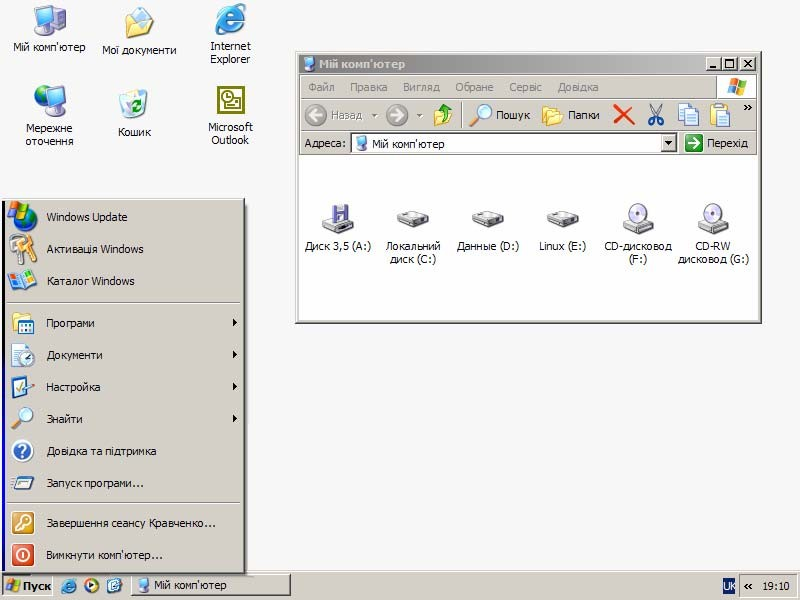 Мій комп'ютер
Мої документи
Internet
Explorer
Мережне
оточення
Кошик
Microsoft
Outlook
Мій комп'ютер
Файл Правка Вигляд Обране Сервіс Довідка
Назад Пошук Папки »
Адреса: Мій комп'ютер Перехід
Диск 3,5 (A:)
Локальний
диск (C:)
Данные (D:)
Linux (E:)
CD-дисковод
(F:)
CD-RW
дисковод (G:)
Windows Update
Активація Windows
Каталог Windows
Програми
Документи
Настройка
Знайти
Довідка та підтримка
Запуск програми...
Завершення сеансу Кравченко...
Вимкнути комп'ютер...
Пуск Мій комп'ютер UK « 19:10